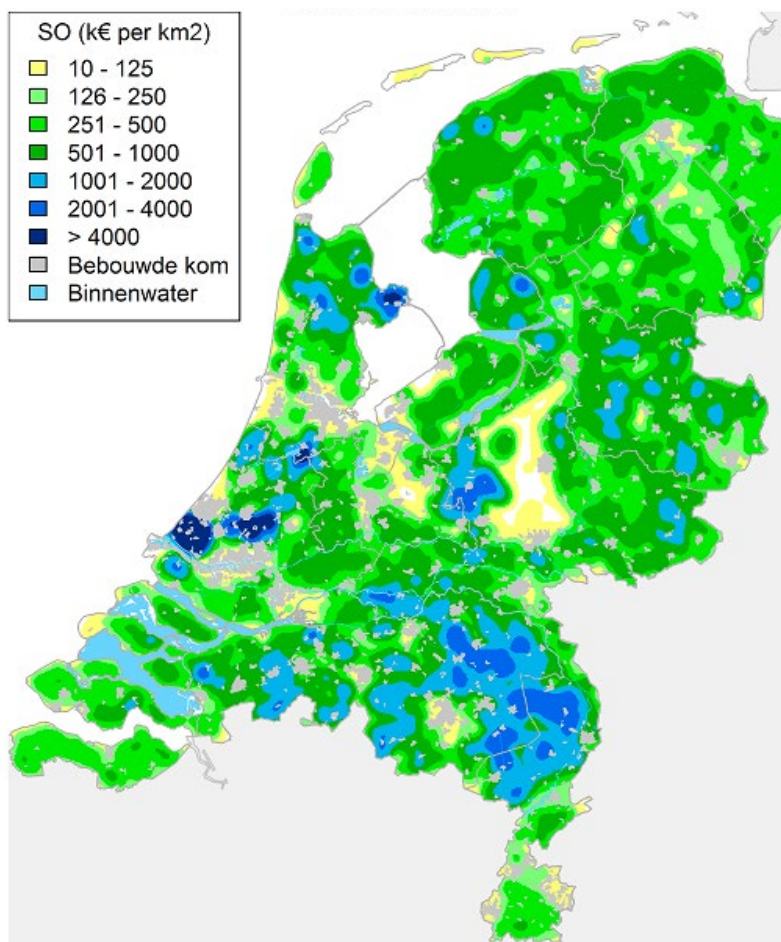 SO (k€ per km2)
10 - 125
126 - 250
251 - 500
501 - 1000
1001 - 2000
2001 - 4000
> 4000
Bebouwde kom
Binnenwater